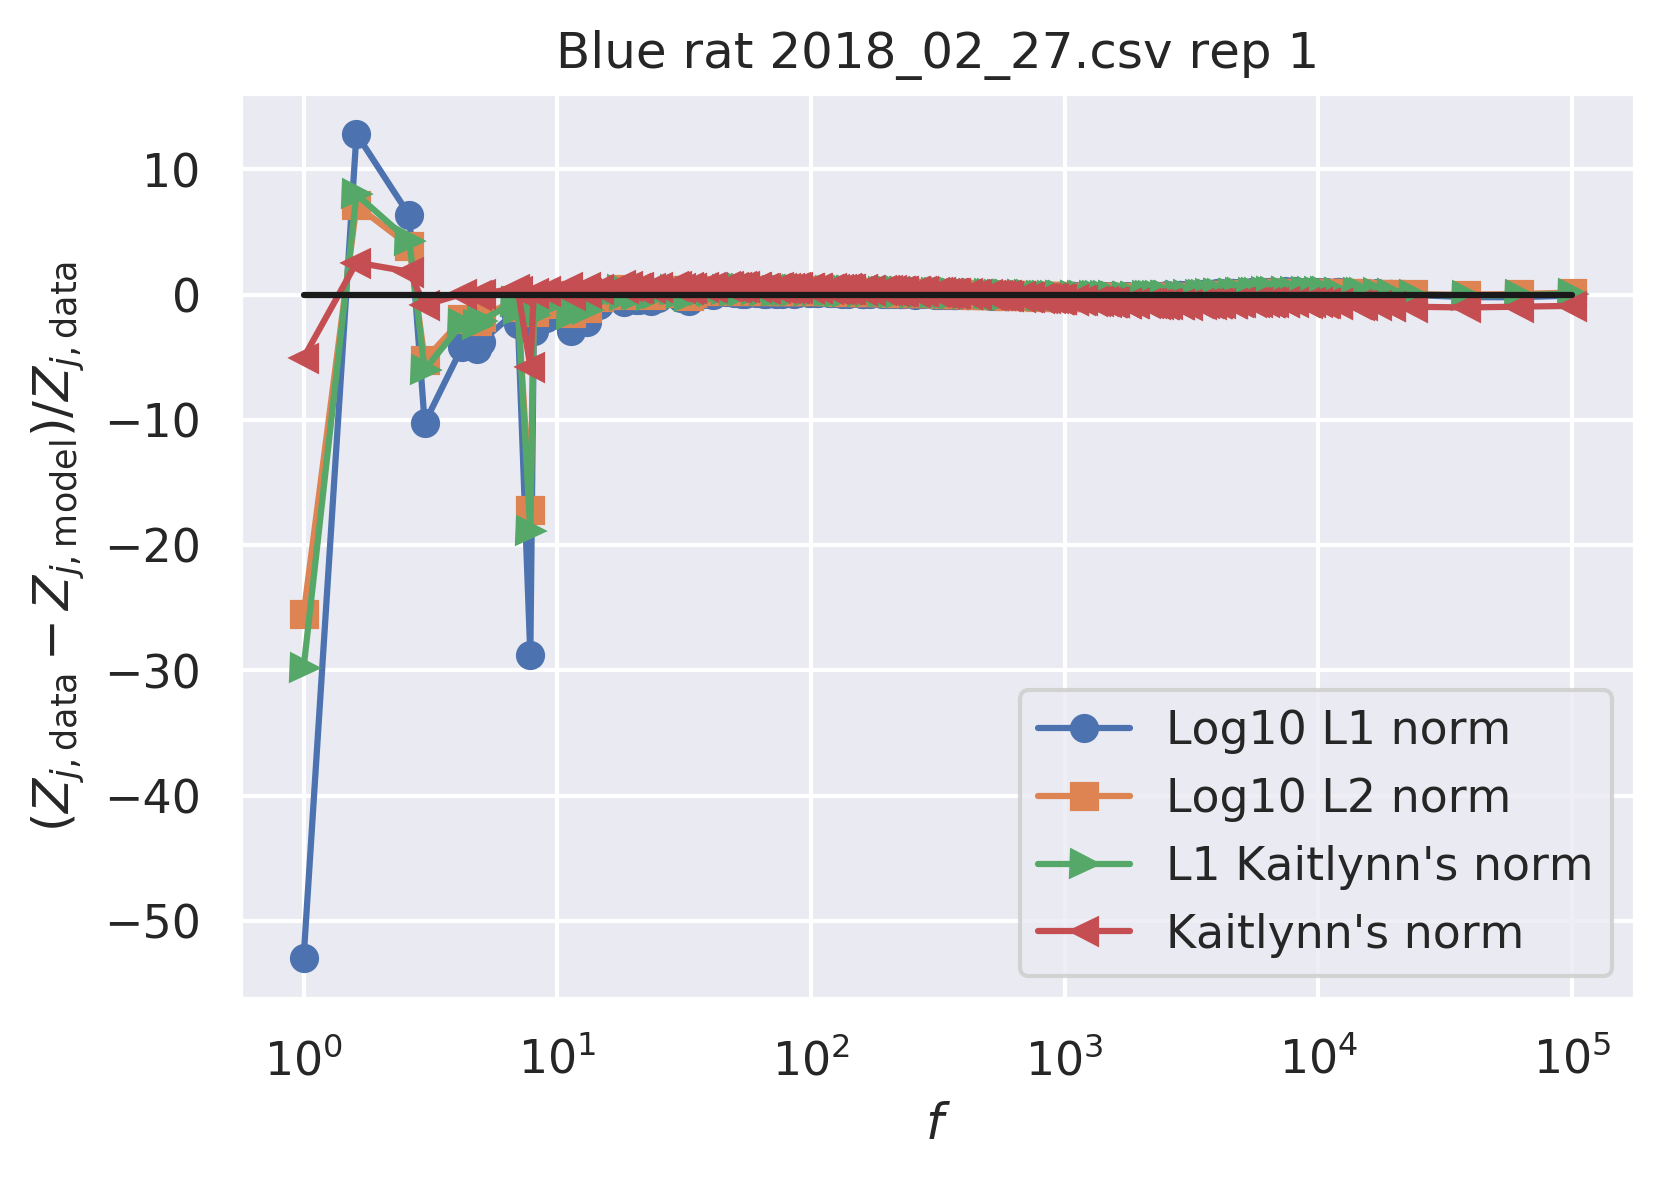 Blue rat 2018_02_27.csv rep 1
(Z_{j, data} − Z_{j, model})/Z_{j, data}
10
0
−10
−20
−30
−40
−50
Log10 L1 norm
Log10 L2 norm
L1 Kaitlynn's norm
Kaitlynn's norm
10^0 10^1 10^2 10^3 10^4 10^5
f